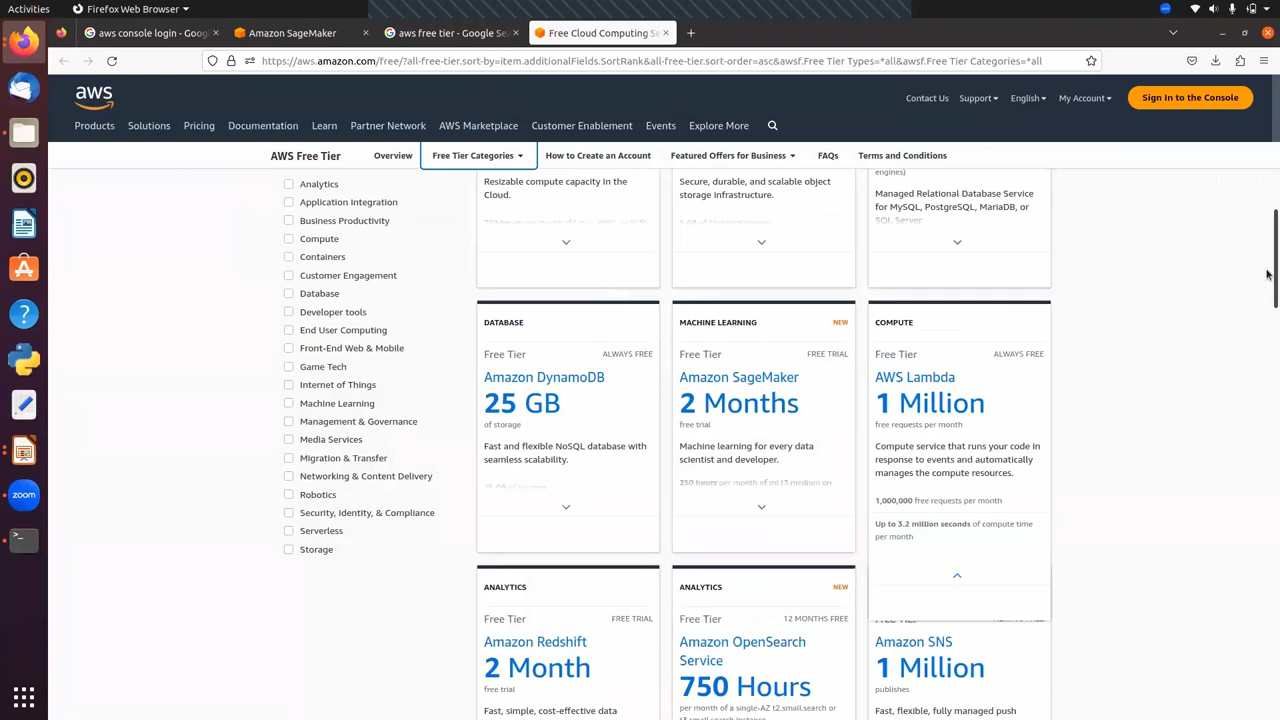 Activities
Firefox Web Browser
aws console login - Goog
Amazon SageMaker
aws free tier - Google Se
Free Cloud Computing Se
https://aws.amazon.com/free/?all-free-tier.sort-by=item.additionalFields.SortRank&all-free-tier.sort-order=asc&awsf.Free Tier Types=*all&awsf.Free Tier Categories=*all
aws
Contact Us
Support
English
My Account
Sign In to the Console
Products
Solutions
Pricing
Documentation
Learn
Partner Network
AWS Marketplace
Customer Enablement
Events
Explore More
AWS Free Tier
Overview
Free Tier Categories
How to Create an Account
Featured Offers for Business
FAQs
Terms and Conditions
Analytics
Application Integration
Business Productivity
Compute
Containers
Customer Engagement
Database
Developer tools
End User Computing
Front-End Web & Mobile
Game Tech
Internet of Things
Machine Learning
Management & Governance
Media Services
Migration & Transfer
Networking & Content Delivery
Robotics
Security, Identity, & Compliance
Serverless
Storage
Resizable compute capacity in the
Cloud.
Secure, durable, and scalable object
storage infrastructure.
engines)
Managed Relational Database Service
for MySQL, PostgreSQL, MariaDB, or
SQL Server
DATABASE
Free Tier
ALWAYS FREE
Amazon DynamoDB
25 GB
of storage
Fast and flexible NoSQL database with
seamless scalability.
MACHINE LEARNING
NEW
Free Tier
FREE TRIAL
Amazon SageMaker
2 Months
free trial
Machine learning for every data
scientist and developer.
250 hours per month of ml.t3.medium on
COMPUTE
Free Tier
ALWAYS FREE
AWS Lambda
1 Million
free requests per month
Compute service that runs your code in
response to events and automatically
manages the compute resources.
1,000,000 free requests per month
Up to 3.2 million seconds of compute time
per month
ANALYTICS
Free Tier
FREE TRIAL
Amazon Redshift
2 Month
free trial
Fast, simple, cost-effective data
ANALYTICS
NEW
Free Tier
12 MONTHS FREE
Amazon OpenSearch
Service
750 Hours
per month of a single-AZ t2.small.search or
t3.small.search instance
Free Tier
Amazon SNS
1 Million
publishes
Fast, flexible, fully managed push
zoom